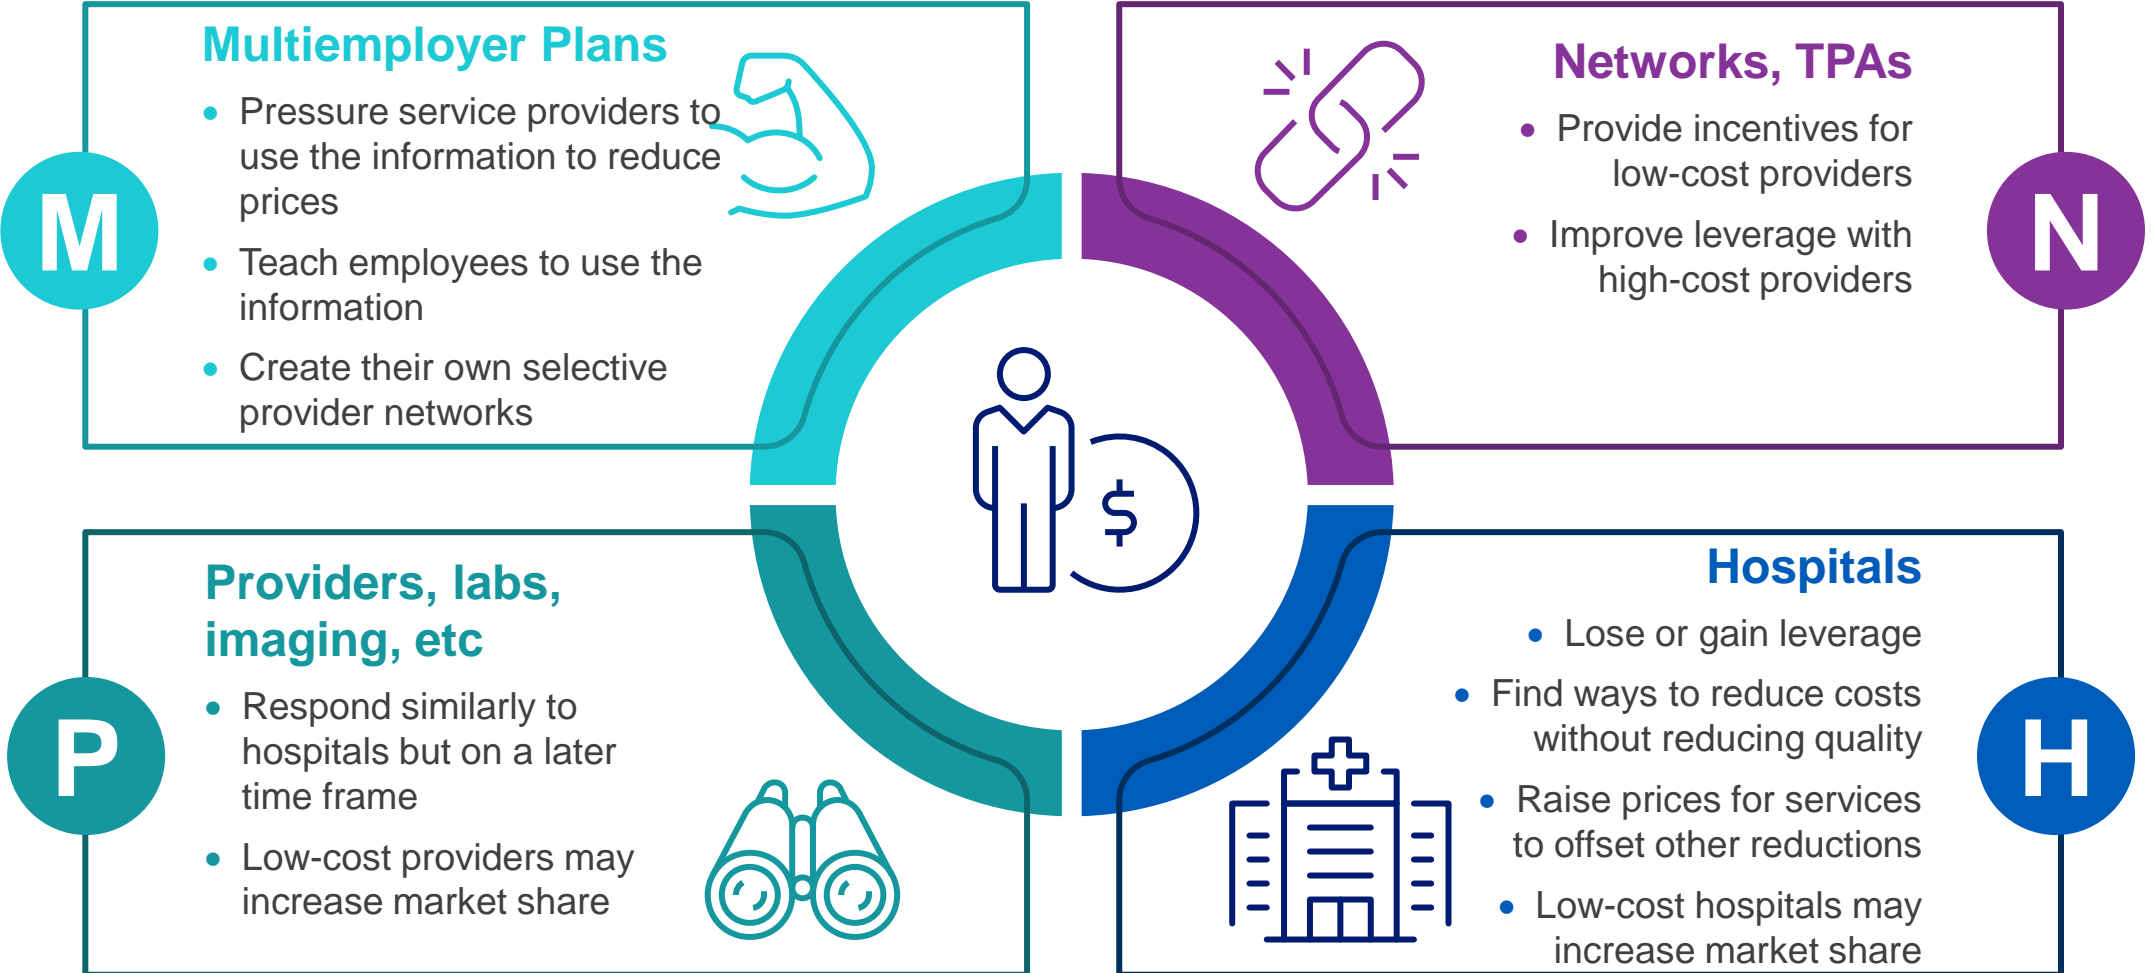 M
Multiemployer Plans
• Pressure service providers to
use the information to reduce
prices
• Teach employees to use the
information
• Create their own selective
provider networks
N
Networks, TPAs
• Provide incentives for
low-cost providers
• Improve leverage with
high-cost providers
$
P
Providers, labs,
imaging, etc
• Respond similarly to
hospitals but on a later
time frame
• Low-cost providers may
increase market share
H
Hospitals
• Lose or gain leverage
• Find ways to reduce costs
without reducing quality
• Raise prices for services
to offset other reductions
• Low-cost hospitals may
increase market share